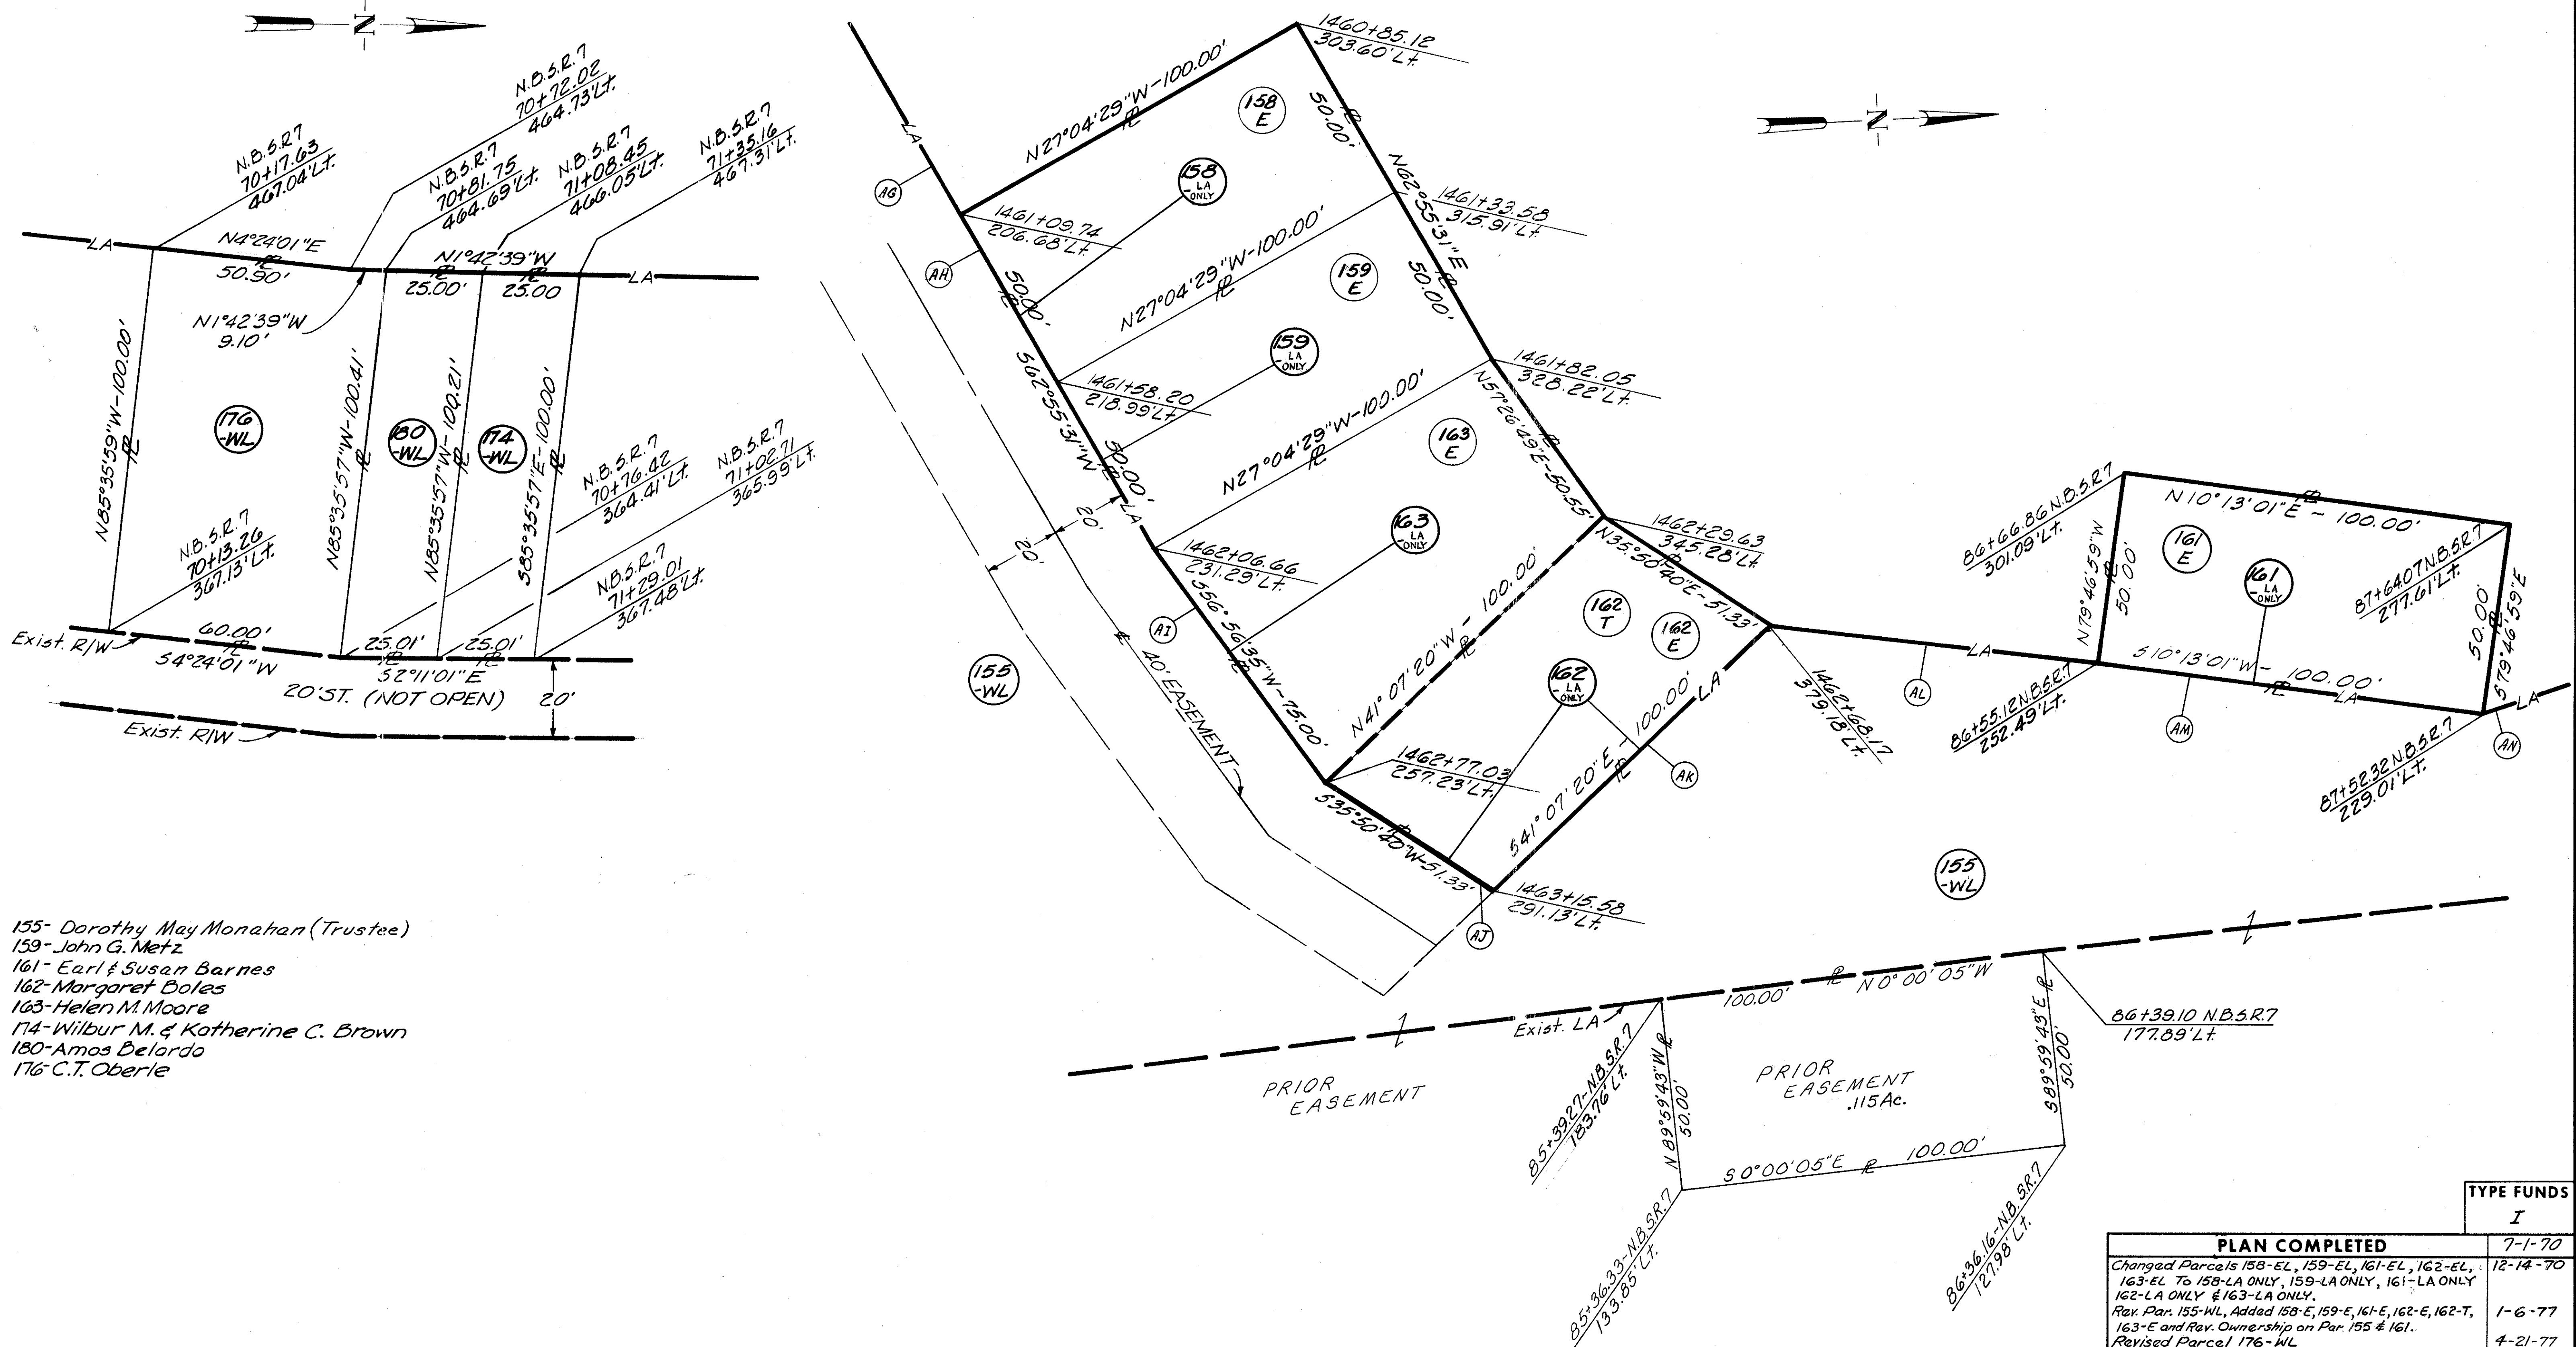 N
N.B.S.R.7
70+17.63
467.04'Lt.
N.B.S.R.7
70+72.02
464.73'Lt.
N.B.S.R.7
70+81.75
464.69'Lt.
N.B.S.R.7
71+08.45
466.05'Lt.
N.B.S.R.7
71+35.16
467.31'Lt.
LA
N4°24'01"E
50.90'
N1°42'39"W
25.00'
25.00
LA
N1°42'39"W
9.10'
N85°35'59"W-100.00'
176
-WL
N85°35'57"W-100.41'
180
-WL
N85°35'57"W-100.21'
174
-WL
S85°35'57"E-100.00'
N.B.S.R.7
70+13.26
367.13'Lt.
N.B.S.R.7
70+76.42
364.41'Lt.
N.B.S.R.7
71+02.71
365.99'Lt.
N.B.S.R.7
71+29.01
367.48'Lt.
Exist. R/W
60.00'
S4°24'01"W
25.01'
25.01'
S2°11'01"E
20'ST. (NOT OPEN)
20'
Exist. R/W
155- Dorothy May Monahan (Trustee)
159-John G. Metz
161- Earl & Susan Barnes
162-Margaret Boles
163-Helen M. Moore
174-Wilbur M. & Katherine C. Brown
180-Amos Belardo
176-C.T. Oberle
LA
N27°04'29"W-100.00'
1460+85.12
303.60'Lt.
158
E
50.00'
AG
158
-LA
ONLY
N62°55'31"E
1461+09.74
206.68'Lt.
1461+33.58
315.91'Lt.
N27°04'29"W-100.00'
AH
50.00'
159
E
50.00'
159
-LA
ONLY
S62°55'31"W
1461+58.20
218.99'Lt.
1461+82.05
328.22'Lt.
N27°04'29"W-100.00'
N57°26'49"E-50.55'
163
E
50.00'
LA
20'
20'
163
-LA
ONLY
1462+06.66
231.29'Lt.
1462+29.63
345.28'Lt.
N35°50'40"E-51.33'
AI
S56°56'35"W-75.00'
N41°07'20"W- 100.00'
162
T
162
E
155
-WL
40' EASEMENT
162
-LA
ONLY
1462+68.17
379.18'Lt.
1462+77.03
257.23'Lt.
LA
S41°07'20"E- 100.00'
AK
S35°50'40"W-51.33'
1463+15.58
291.13'Lt.
AJ
N
86+66.86 N.B.S.R.7
301.09'Lt.
N10°13'01"E - 100.00'
161
E
161
-LA
ONLY
N79°46'59"W
50.00'
87+64.07 N.B.S.R.7
277.61'Lt.
50.00'
S79°46'59"E
LA
AL
S10°13'01"W- 100.00'
LA
LA
86+55.12 N.B.S.R.7
252.49'Lt.
AM
AN
87+52.32 N.B.S.R.7
229.01'Lt.
155
-WL
Exist. LA
100.00'
N0°00'05"W
86+39.10 N.B.S.R.7
177.89'Lt.
PRIOR
EASEMENT
85+39.27-N.B.S.R.7
183.76'Lt.
N89°59'43"W
50.00'
PRIOR
EASEMENT
.115Ac.
S89°59'43"E
50.00'
S0°00'05"E
100.00'
85+36.33-N.B.S.R.7
133.85'Lt.
86+36.16-N.B.S.R.7
127.98'Lt.
TYPE FUNDS
I
PLAN COMPLETED 7-1-70
Changed Parcels 158-EL, 159-EL, 161-EL, 162-EL, 12-14-70
163-EL To 158-LA ONLY, 159-LA ONLY, 161-LA ONLY
162-LA ONLY & 163-LA ONLY.
Rev. Par. 155-WL, Added 158-E, 159-E, 161-E, 162-E, 162-T, 1-6-77
163-E and Rev. Ownership on Par. 155 & 161.
Revised Parcel 176-WL 4-21-77